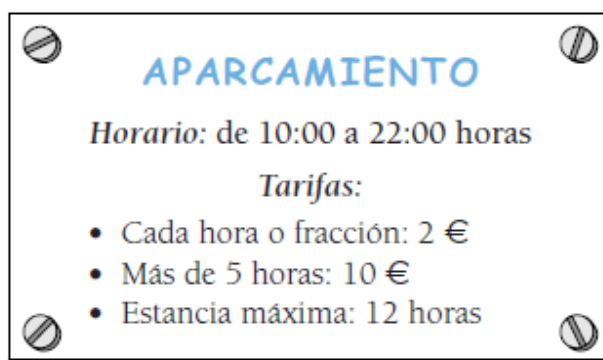 APARCAMIENTO
Horario: de 10:00 a 22:00 horas
Tarifas:
• Cada hora o fracción: 2 €
• Más de 5 horas: 10 €
• Estancia máxima: 12 horas